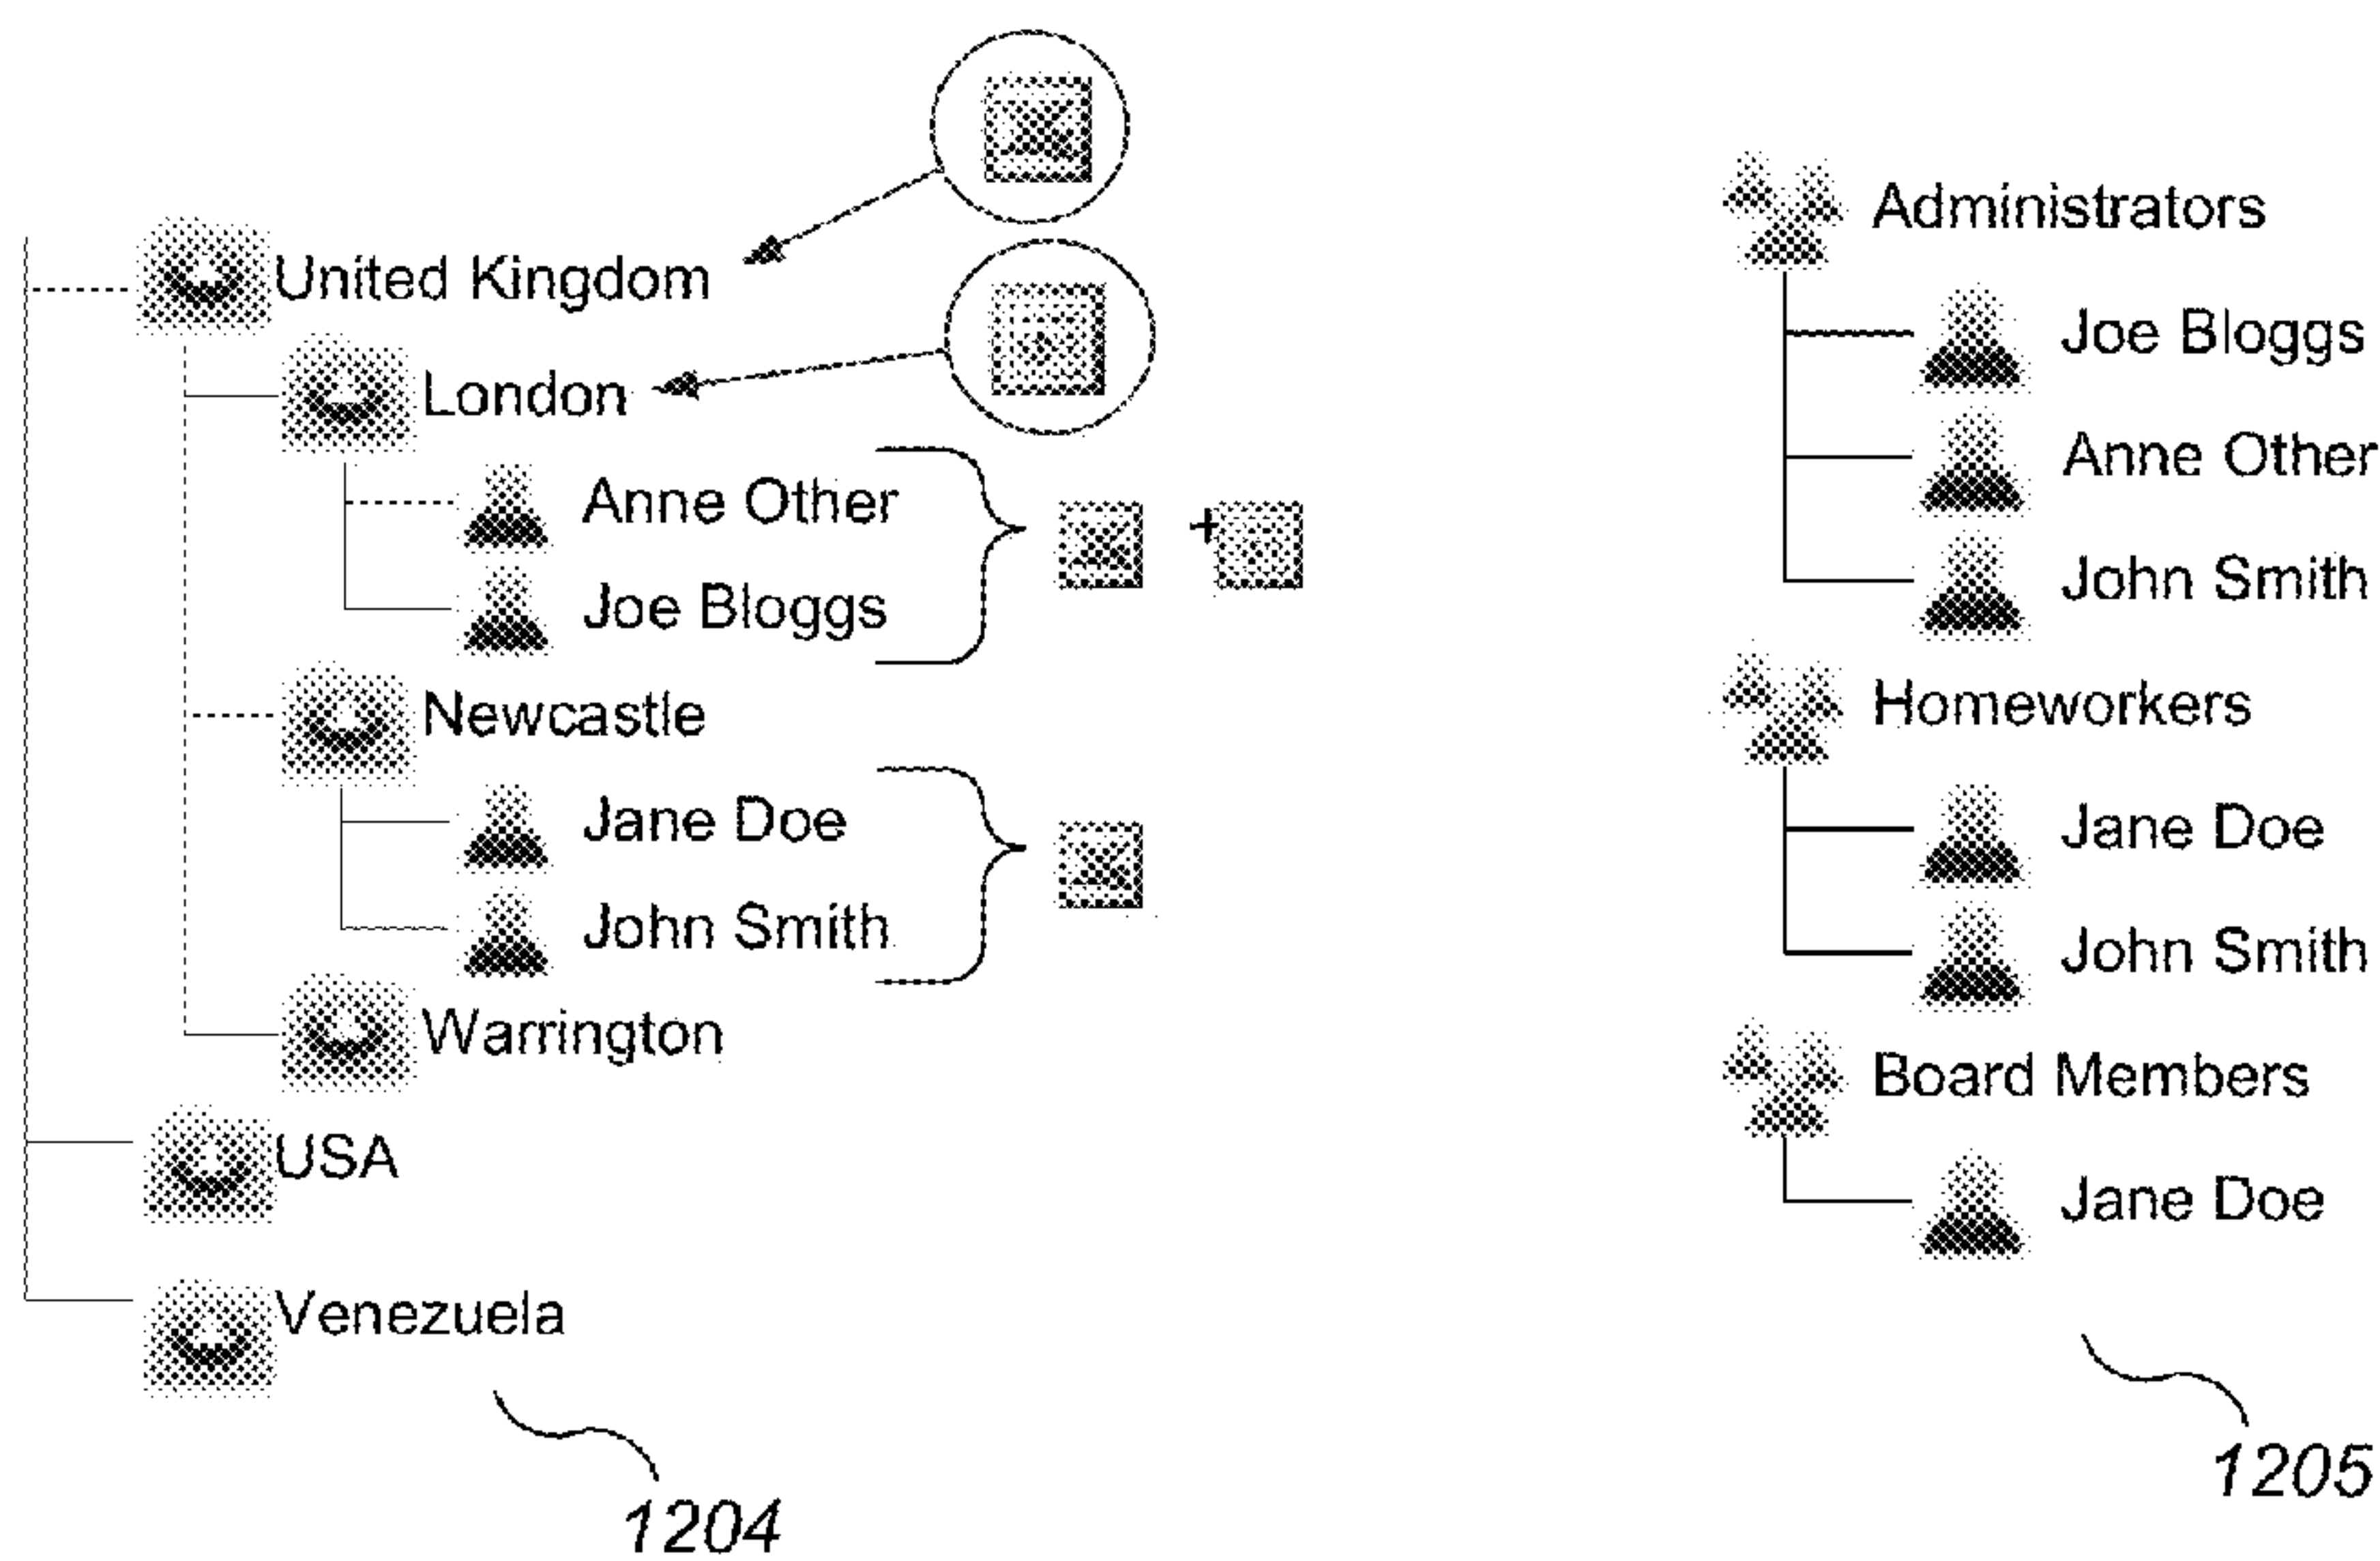 United Kingdom
London
Anne Other
+
Joe Bloggs
Newcastle
Jane Doe
John Smith
Warrington
USA
Venezuela
1204
Administrators
Joe Bloggs
Anne Other
John Smith
Homeworkers
Jane Doe
John Smith
Board Members
Jane Doe
1205